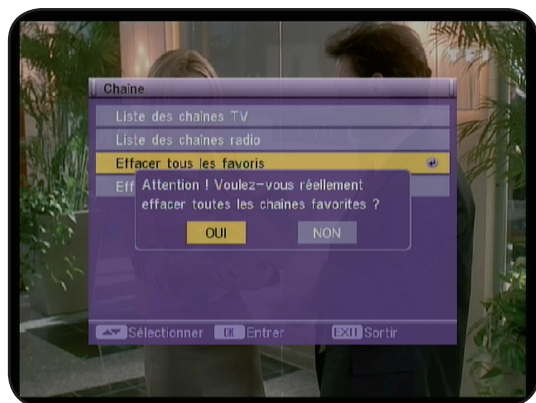 Chaîne
Liste des chaînes TV
Liste des chaînes radio
Effacer tous les favoris
Eff
Attention ! Voulez-vous réellement
effacer toutes les chaînes favorites ?
OUI NON
Sélectionner OK Entrer EXIT Sortir